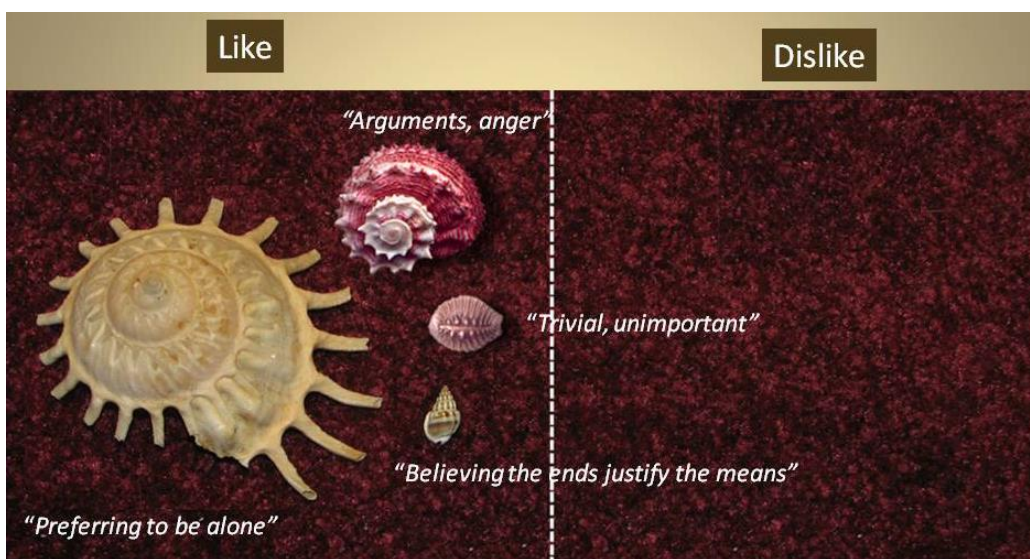 Like
Dislike
“Arguments, anger”
“Trivial, unimportant”
“Believing the ends justify the means”
“Preferring to be alone”